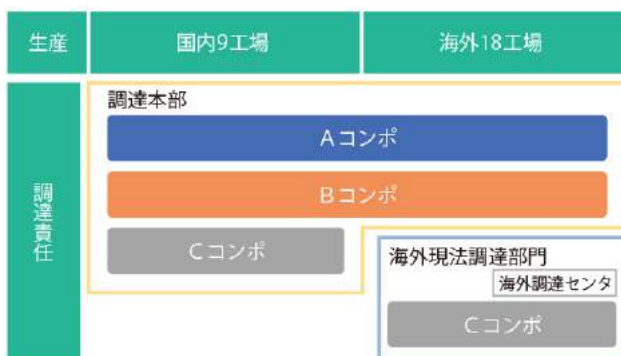 生産
国内9工場
海外18工場
調達責任
調達本部
Aコンポ
Bコンポ
Cコンポ
海外現法調達部門
海外調達センタ
Cコンポ